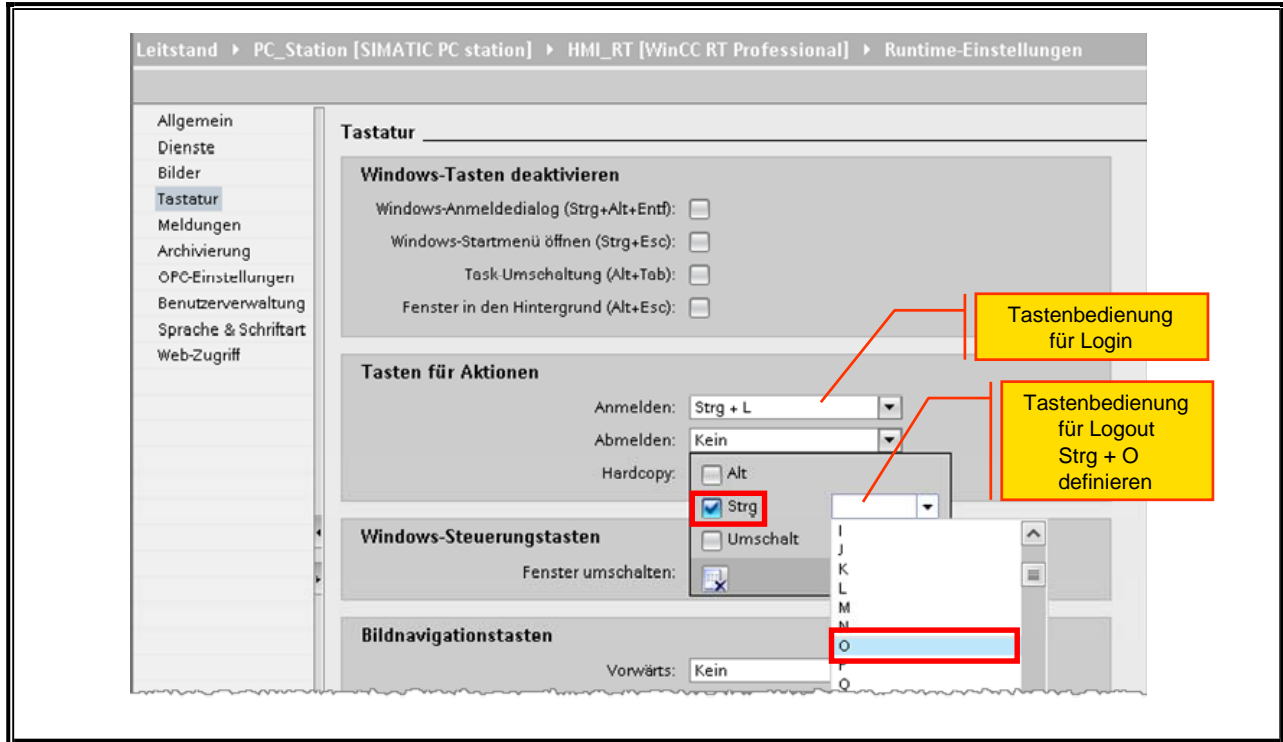 Leitstand ▸ PC_Station [SIMATIC PC station] ▸ HMI_RT [WinCC RT Professional] ▸ Runtime-Einstellungen
Allgemein
Dienste
Bilder
Tastatur
Meldungen
Archivierung
OPC-Einstellungen
Benutzerverwaltung
Sprache & Schriftart
Web-Zugriff
Tastatur
Windows-Tasten deaktivieren
Windows-Anmeldedialog (Strg+Alt+Entf):
Windows-Startmenü öffnen (Strg+Esc):
Task-Umschaltung (Alt+Tab):
Fenster in den Hintergrund (Alt+Esc):
Tastenbedienung
für Login
Tasten für Aktionen
Anmelden: Strg + L
Abmelden: Kein
Hardcopy:
Alt
Strg
Umschalt
Tastenbedienung
für Logout
Strg + O
definieren
I
J
K
L
M
N
O
P
Q
Windows-Steuerungstasten
Fenster umschalten:
Bildnavigationstasten
Vorwärts: Kein